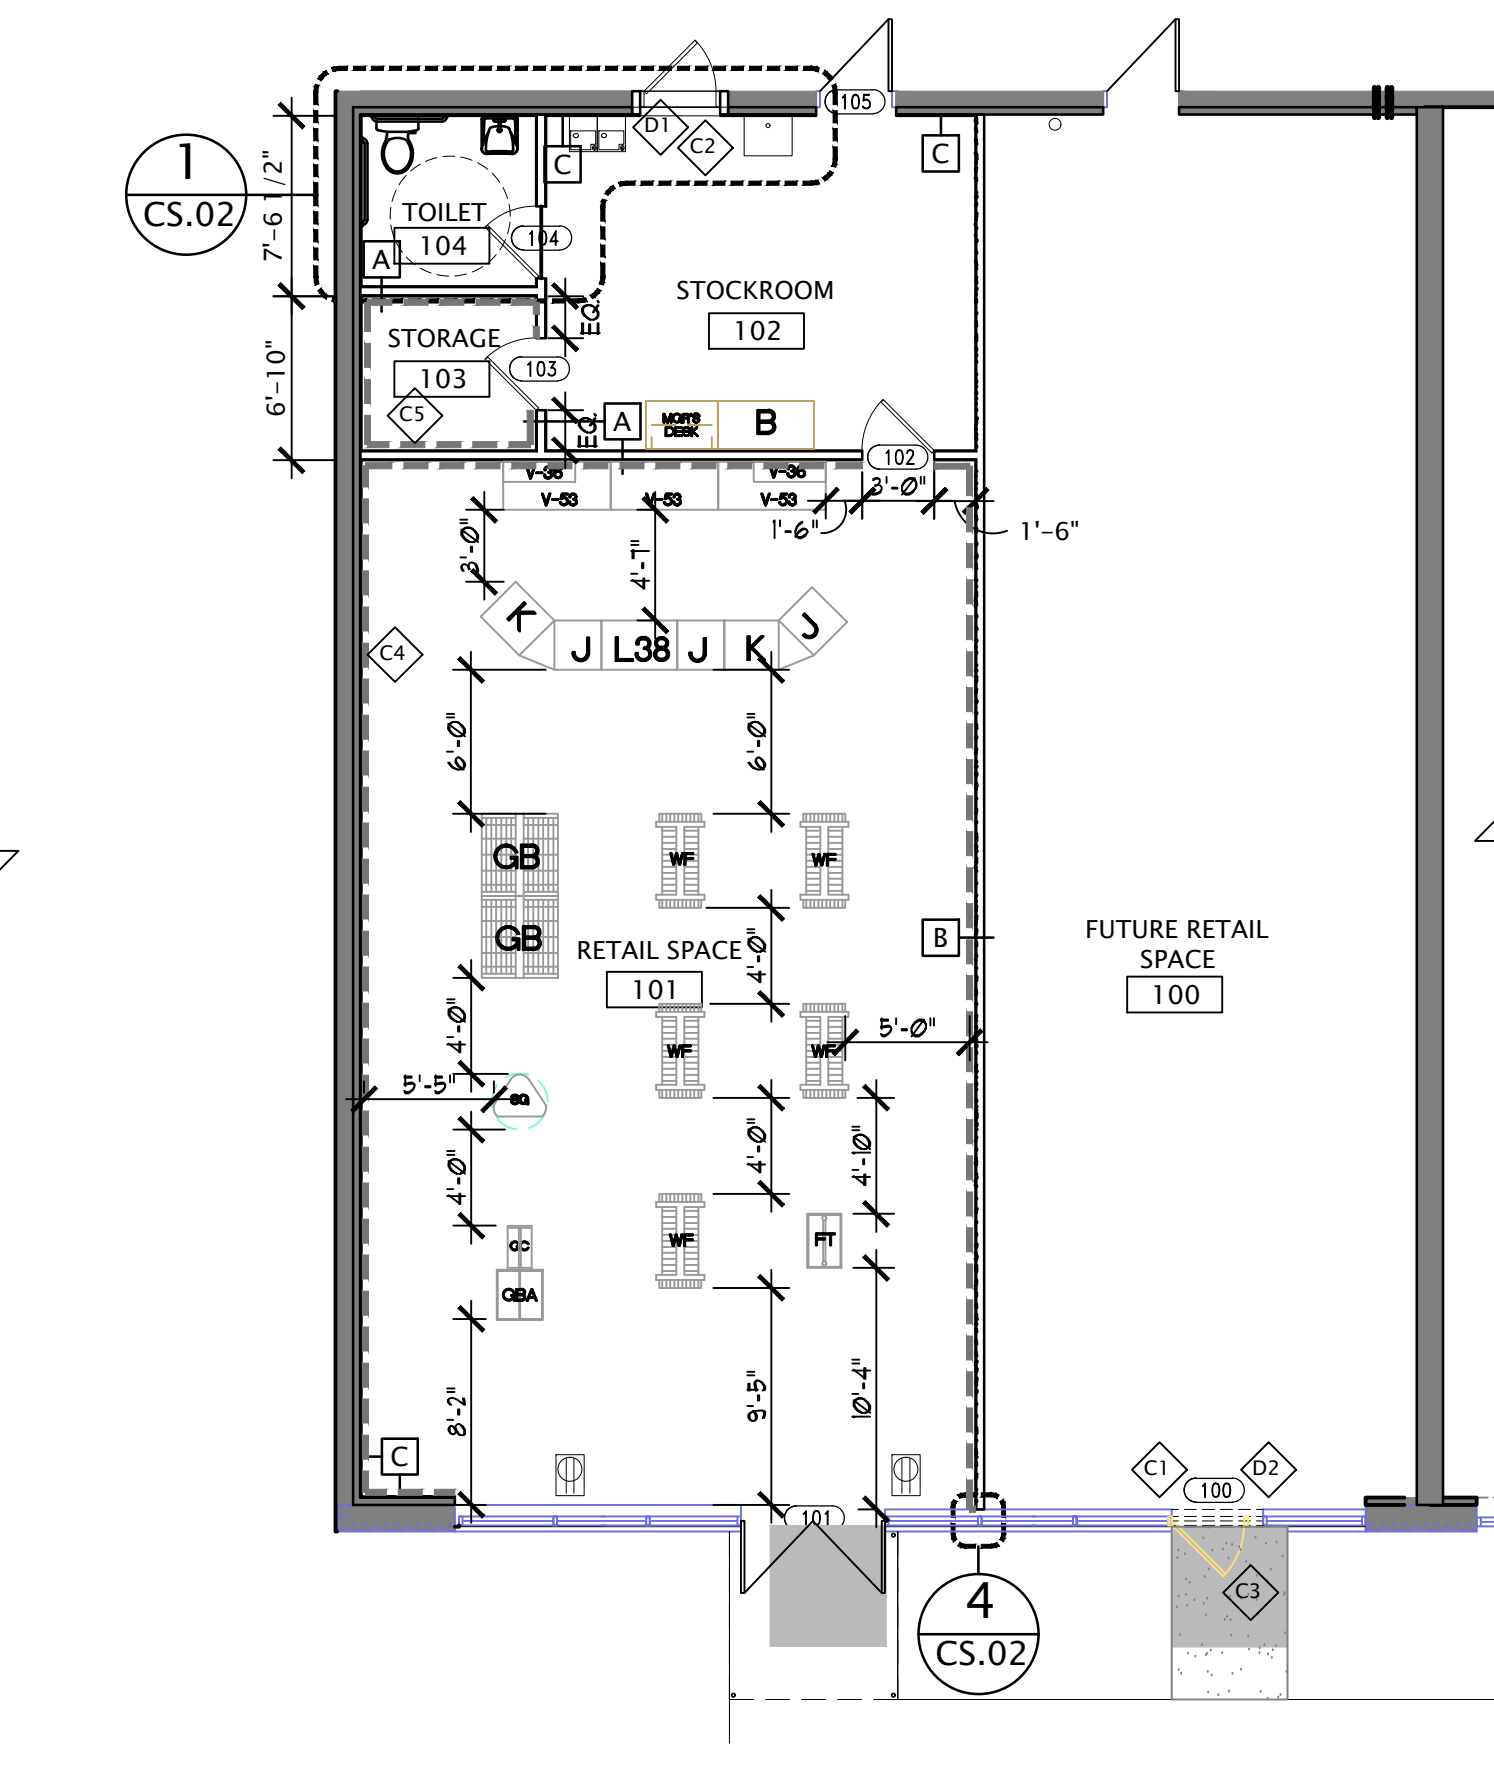 105
D1
C2
C
C
1
CS.02
7'-6 1/2"
TOILET
104
104
A
STOCKROOM
102
EQ.
STORAGE
103
103
C5
6'-10"
EQ.
A
MGR'S
DESK
B
102
V-36
V-36
V-53
V-53
V-53
3'-0"
1'-6"
1'-6"
3'-0"
4'-7"
K
J
L38
J
K
J
C4
6'-0"
6'-0"
GB
WF
WF
GB
RETAIL SPACE
101
4'-0"
B
FUTURE RETAIL
SPACE
100
4'-0"
WF
WF
5'-0"
5'-5"
SQ
4'-0"
4'-0"
4'-10"
GC
WF
FT
GBA
8'-2"
9'-5"
10'-4"
C
C1
D2
100
101
C3
4
CS.02